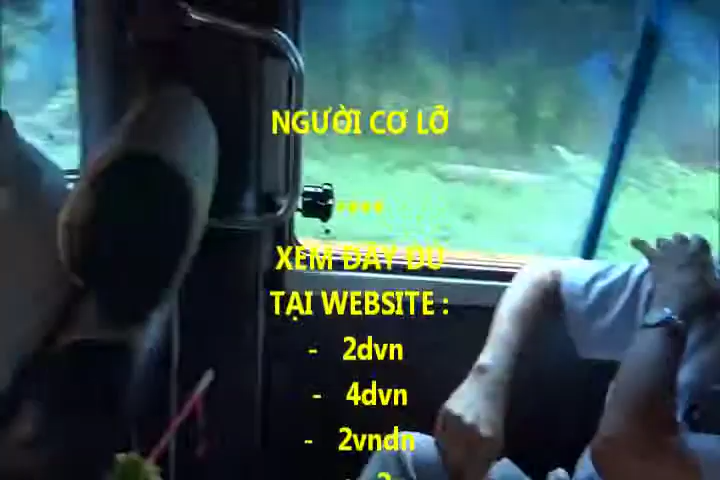 NGƯỜI CƠ LỠ
****
XEM ĐẦY ĐỦ
TẠI WEBSITE :
- 2dvn
- 4dvn
- 2vndn